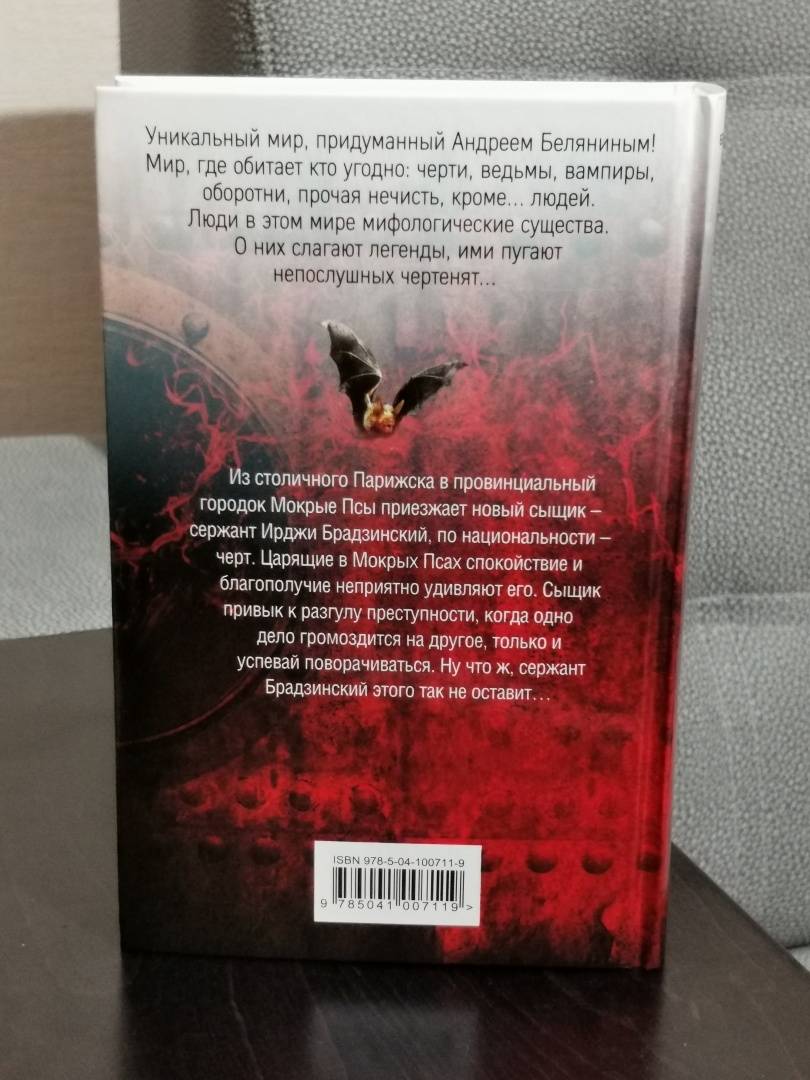 Уникальный мир, придуманный Андреем Беляниным!
Мир, где обитает кто угодно: черти, ведьмы, вампиры,
оборотни, прочая нечисть, кроме... людей.
Люди в этом мире мифологические существа.
О них слагают легенды, ими пугают
непослушных чертенят...
Из столичного Парижска в провинциальный
городок Мокрые Псы приезжает новый сыщик –
сержант Ирджи Брадзинский, по национальности –
черт. Царящие в Мокрых Псах спокойствие и
благополучие неприятно удивляют его. Сыщик
привык к разгулу преступности, когда одно
дело громоздится на другое, только и
успевай поворачиваться. Ну что ж, сержант
Брадзинский этого так не оставит...
ISBN 978-5-04-100711-9
9 785041 007119 >